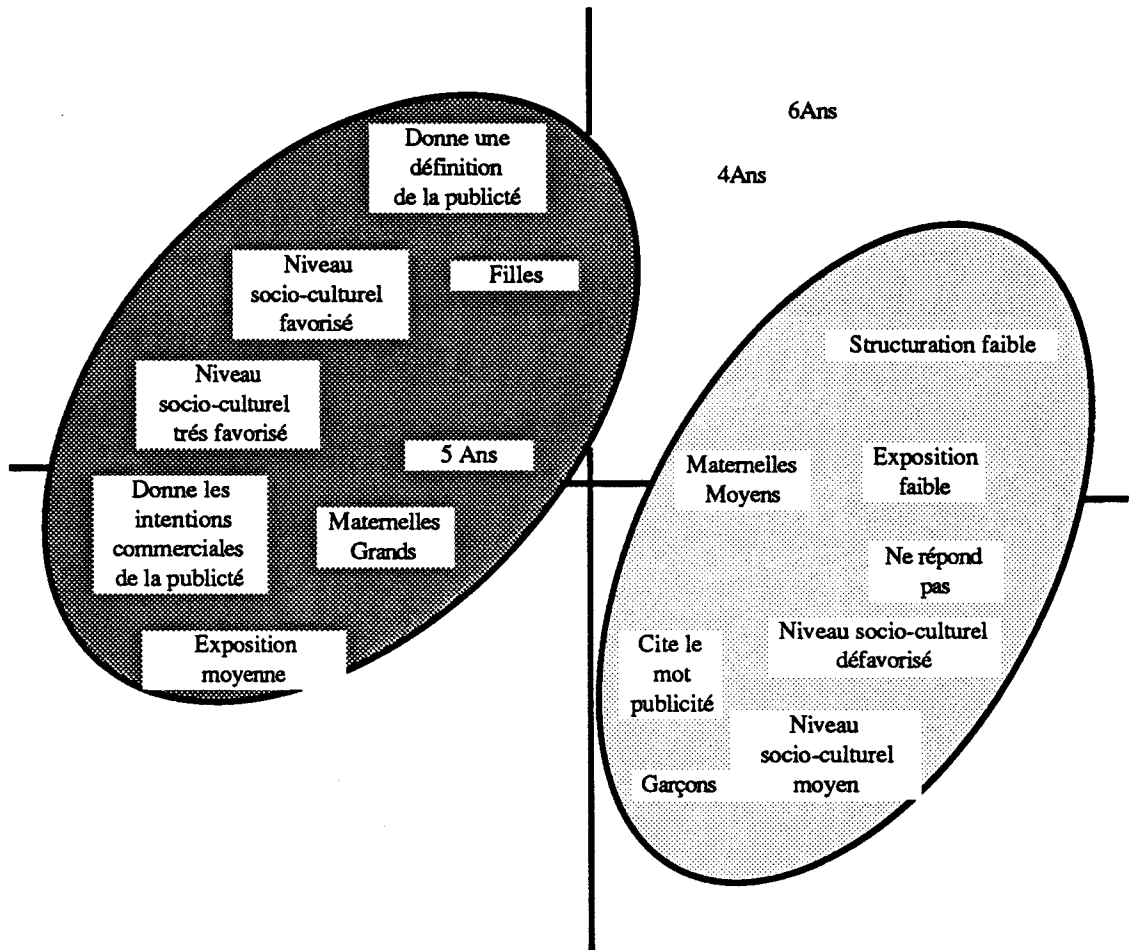 6Ans
4Ans
Donne une
définition
de la publicté
Niveau
socio-culturel
favorisé
Filles
Niveau
socio-culturel
trés favorisé
5 Ans
Donne les
intentions
commerciales
de la publicté
Maternelles
Grands
Exposition
moyenne
Structuration faible
Maternelles
Moyens
Exposition
faible
Ne répond
pas
Niveau socio-culturel
défavorisé
Cite le
mot
publicité
Niveau
socio-culturel
moyen
Garçons